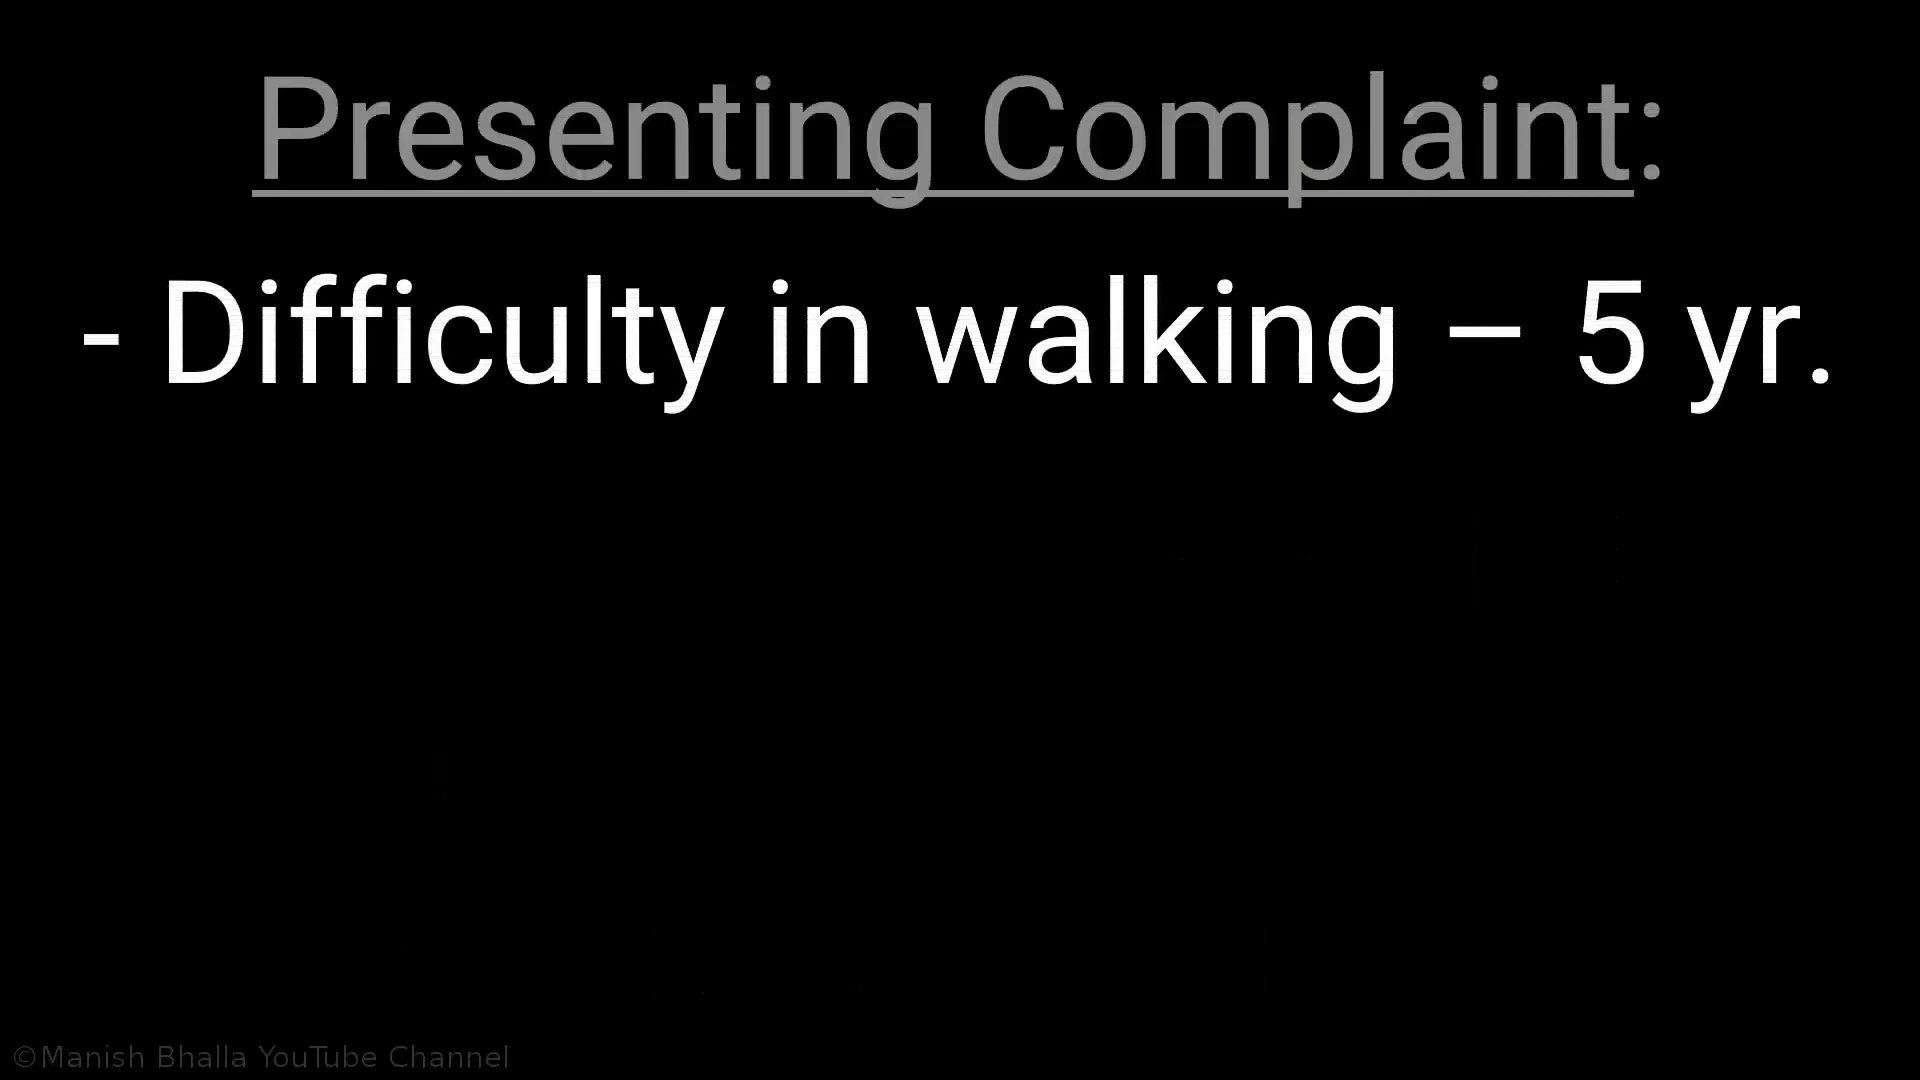 Presenting Complaint:
- Difficulty in walking – 5 yr.
©Manish Bhalla YouTube Channel